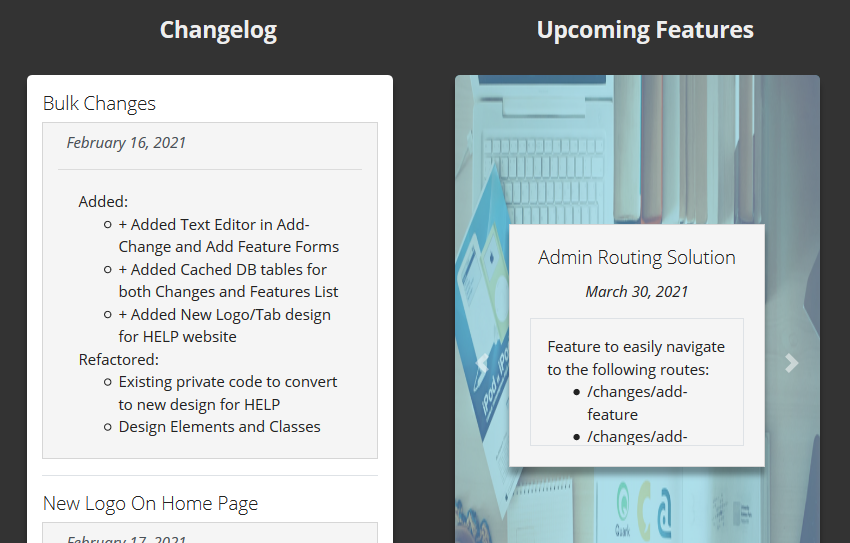 Changelog
Bulk Changes
February 16, 2021
Added:
+ Added Text Editor in Add-
Change and Add Feature Forms
+ Added Cached DB tables for
both Changes and Features List
+ Added New Logo/Tab design
for HELP website
Refactored:
Existing private code to convert
to new design for HELP
Design Elements and Classes
New Logo On Home Page
February 17, 2021
Upcoming Features
Admin Routing Solution
March 30, 2021
Feature to easily navigate
to the following routes:
/changes/add-
feature
/changes/add-
iPod + iPo
Quark